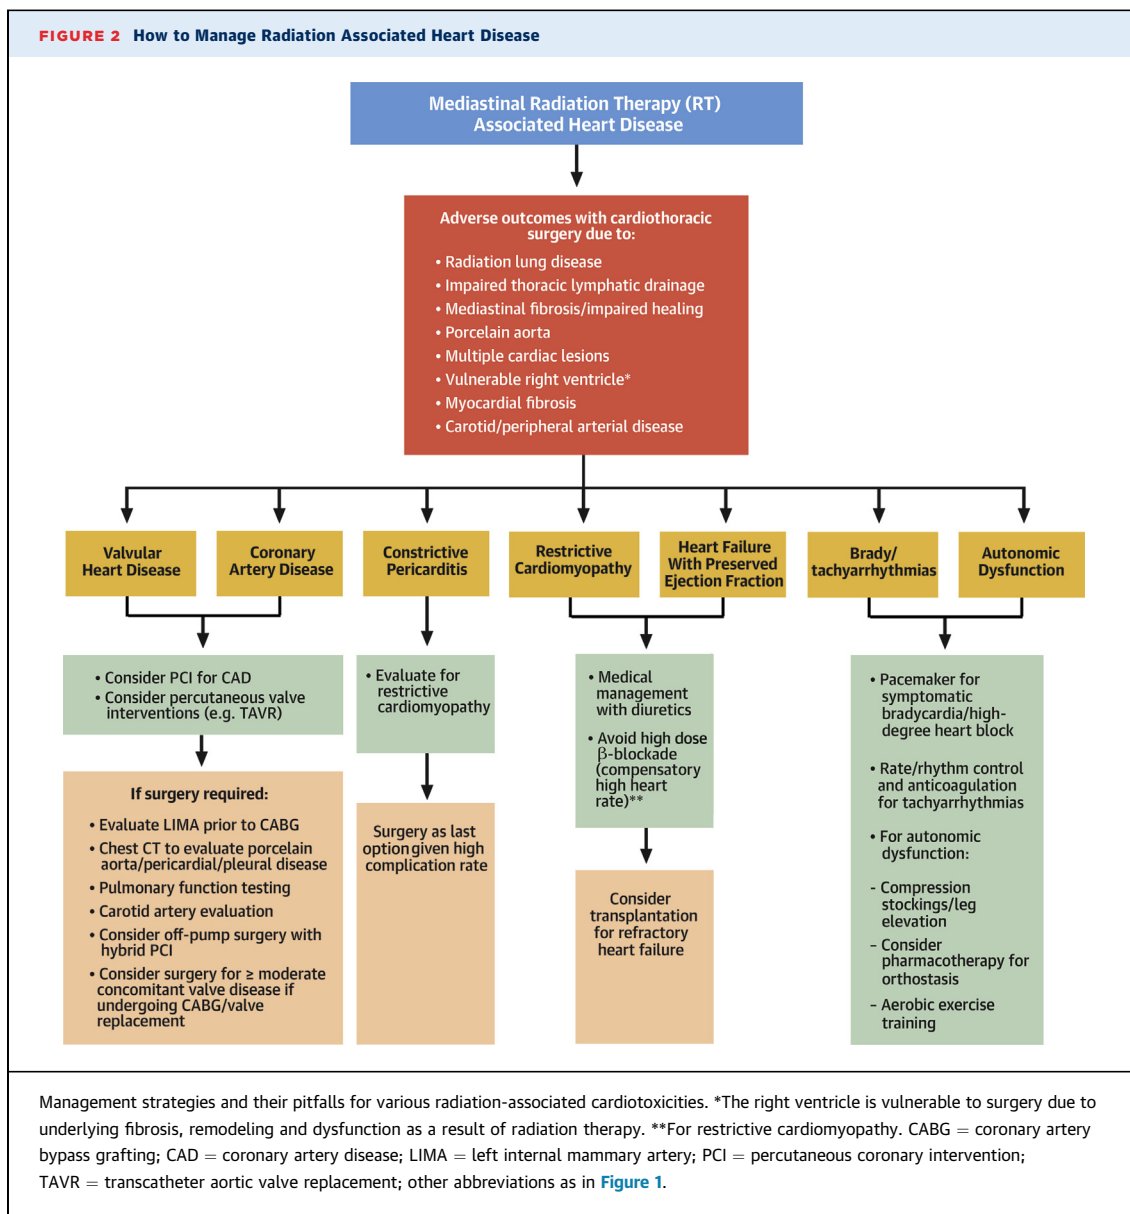 FIGURE 2 How to Manage Radiation Associated Heart Disease
Mediastinal Radiation Therapy (RT)
Associated Heart Disease
Adverse outcomes with cardiothoracic
surgery due to:
• Radiation lung disease
• Impaired thoracic lymphatic drainage
• Mediastinal fibrosis/impaired healing
• Porcelain aorta
• Multiple cardiac lesions
• Vulnerable right ventricle*
• Myocardial fibrosis
• Carotid/peripheral arterial disease
Valvular
Heart Disease
Coronary
Artery Disease
Constrictive
Pericarditis
Restrictive
Cardiomyopathy
Heart Failure
With Preserved
Ejection Fraction
Brady/
tachyarrhythmias
Autonomic
Dysfunction
• Consider PCI for CAD
• Consider percutaneous valve
interventions (e.g. TAVR)
If surgery required:
• Evaluate LIMA prior to CABG
• Chest CT to evaluate porcelain
aorta/pericardial/pleural disease
• Pulmonary function testing
• Carotid artery evaluation
• Consider off-pump surgery with
hybrid PCI
• Consider surgery for ≥ moderate
concomitant valve disease if
undergoing CABG/valve
replacement
• Evaluate for
restrictive
cardiomyopathy
Surgery as last
option given high
complication rate
• Medical
management
with diuretics
• Avoid high dose
β-blockade
(compensatory
high heart
rate)**
Consider
transplantation
for refractory
heart failure
• Pacemaker for
symptomatic
bradycardia/high-
degree heart block
• Rate/rhythm control
and anticoagulation
for tachyarrhythmias
• For autonomic
dysfunction:
- Compression
stockings/leg
elevation
– Consider
pharmacotherapy for
orthostasis
– Aerobic exercise
training
Management strategies and their pitfalls for various radiation-associated cardiotoxicities. *The right ventricle is vulnerable to surgery due to
underlying fibrosis, remodeling and dysfunction as a result of radiation therapy. **For restrictive cardiomyopathy. CABG = coronary artery
bypass grafting; CAD = coronary artery disease; LIMA = left internal mammary artery; PCI = percutaneous coronary intervention;
TAVR = transcatheter aortic valve replacement; other abbreviations as in Figure 1.